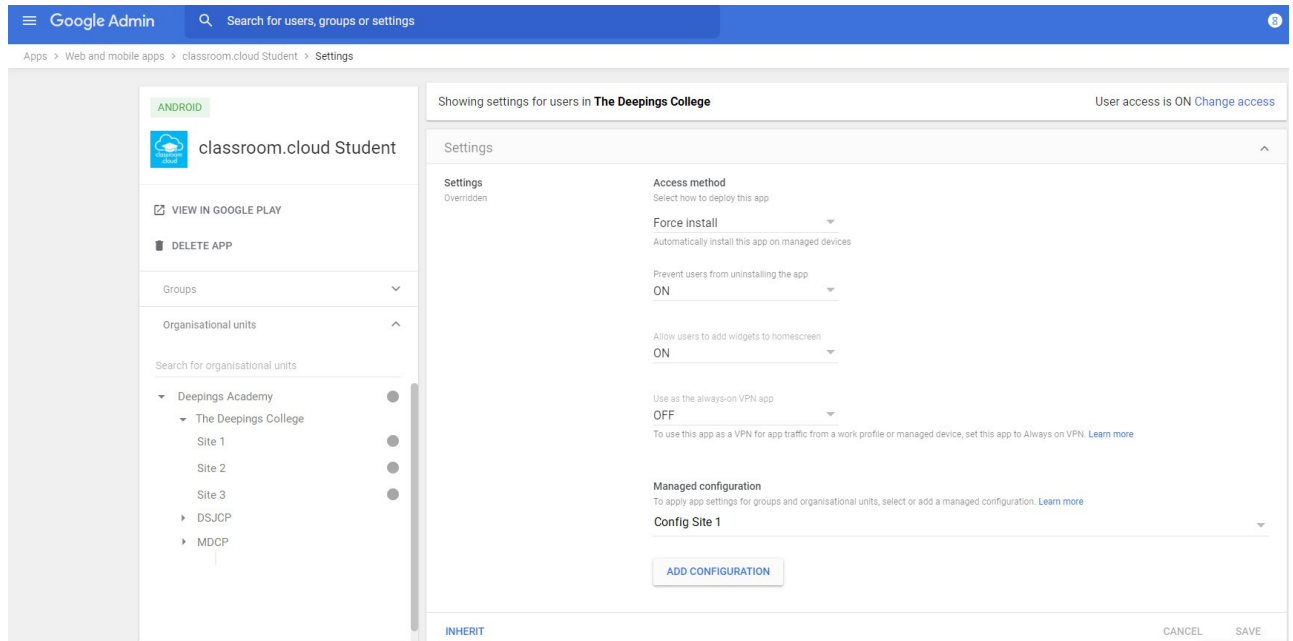 Google Admin
Search for users, groups or settings
8
Apps > Web and mobile apps > classroom.cloud Student > Settings
ANDROID
classroom.cloud
classroom.cloud Student
VIEW IN GOOGLE PLAY
DELETE APP
Groups
Organisational units
Search for organisational units
Deepings Academy
The Deepings College
Site 1
Site 2
Site 3
DSJCP
MDCP
Showing settings for users in The Deepings College
User access is ON Change access
Settings
Settings
Overridden
Access method
Select how to deploy this app
Force install
Automatically install this app on managed devices
Prevent users from uninstalling the app
ON
Allow users to add widgets to homescreen
ON
Use as the always-on VPN app
OFF
To use this app as a VPN for app traffic from a work profile or managed device, set this app to Always on VPN. Learn more
Managed configuration
To apply app settings for groups and organisational units, select or add a managed configuration. Learn more
Config Site 1
ADD CONFIGURATION
INHERIT
CANCEL
SAVE